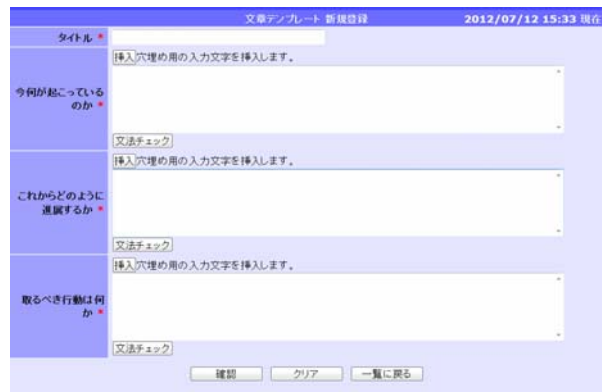 文章テンプレート 新規登録 2012/07/12 15:33 現在
タイトル *
挿入 穴埋め用の入力文字を挿入します。
今何が起こっている
のか *
文法チェック
挿入 穴埋め用の入力文字を挿入します。
これからどのように
進展するか *
文法チェック
挿入 穴埋め用の入力文字を挿入します。
取るべき行動は何
か *
文法チェック
確認 クリア 一覧に戻る